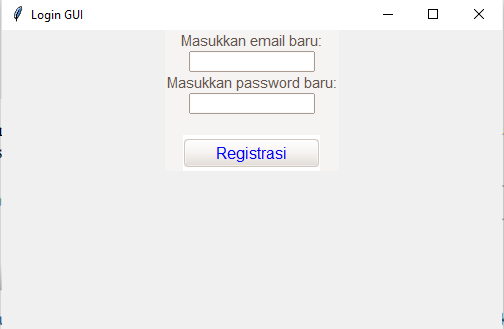 Login GUI
Masukkan email baru:
Masukkan password baru:
Registrasi